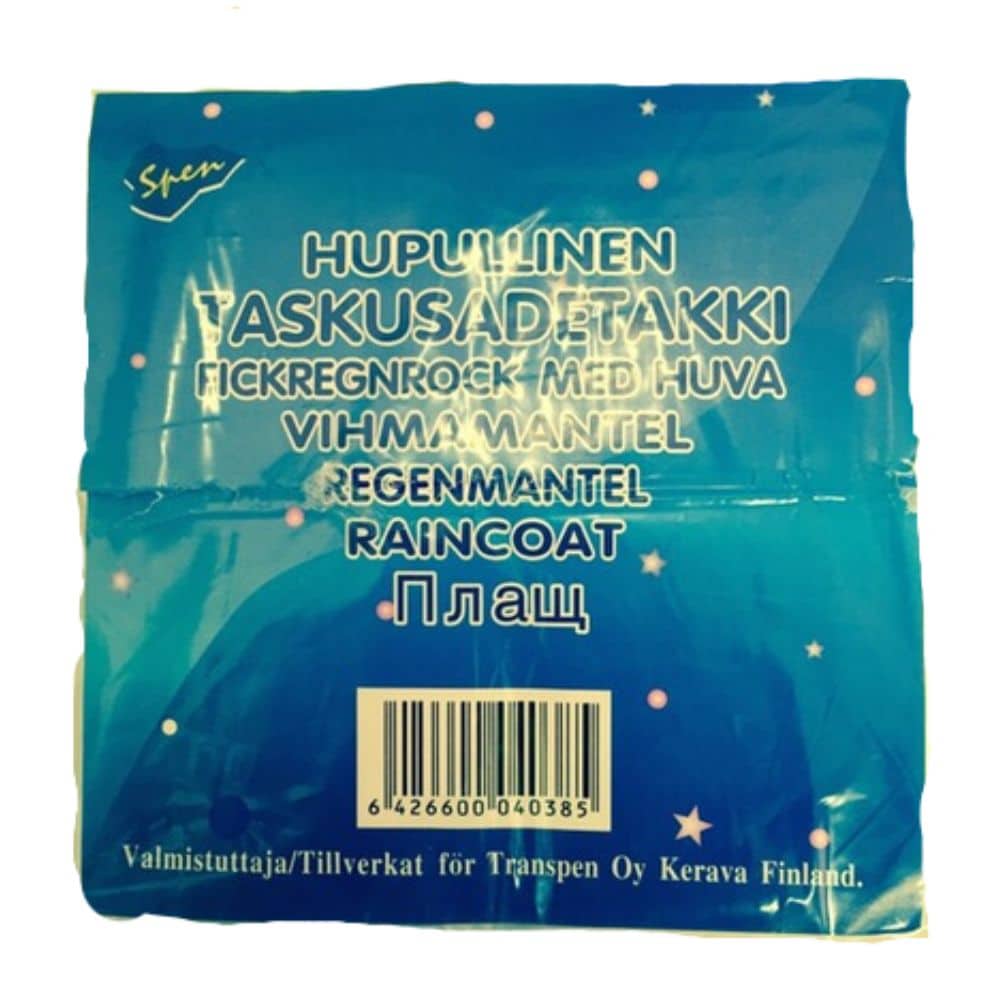 Spen
HUPULLINEN
TASKUSADETAKKI
FICKREGNROCK MED HUVA
VIHMAMANTEL
REGENMANTEL
RAINCOAT
Плащ
6 426600 040385
Valmistuttaja/Tillverkat för Transpen Oy Kerava Finland.